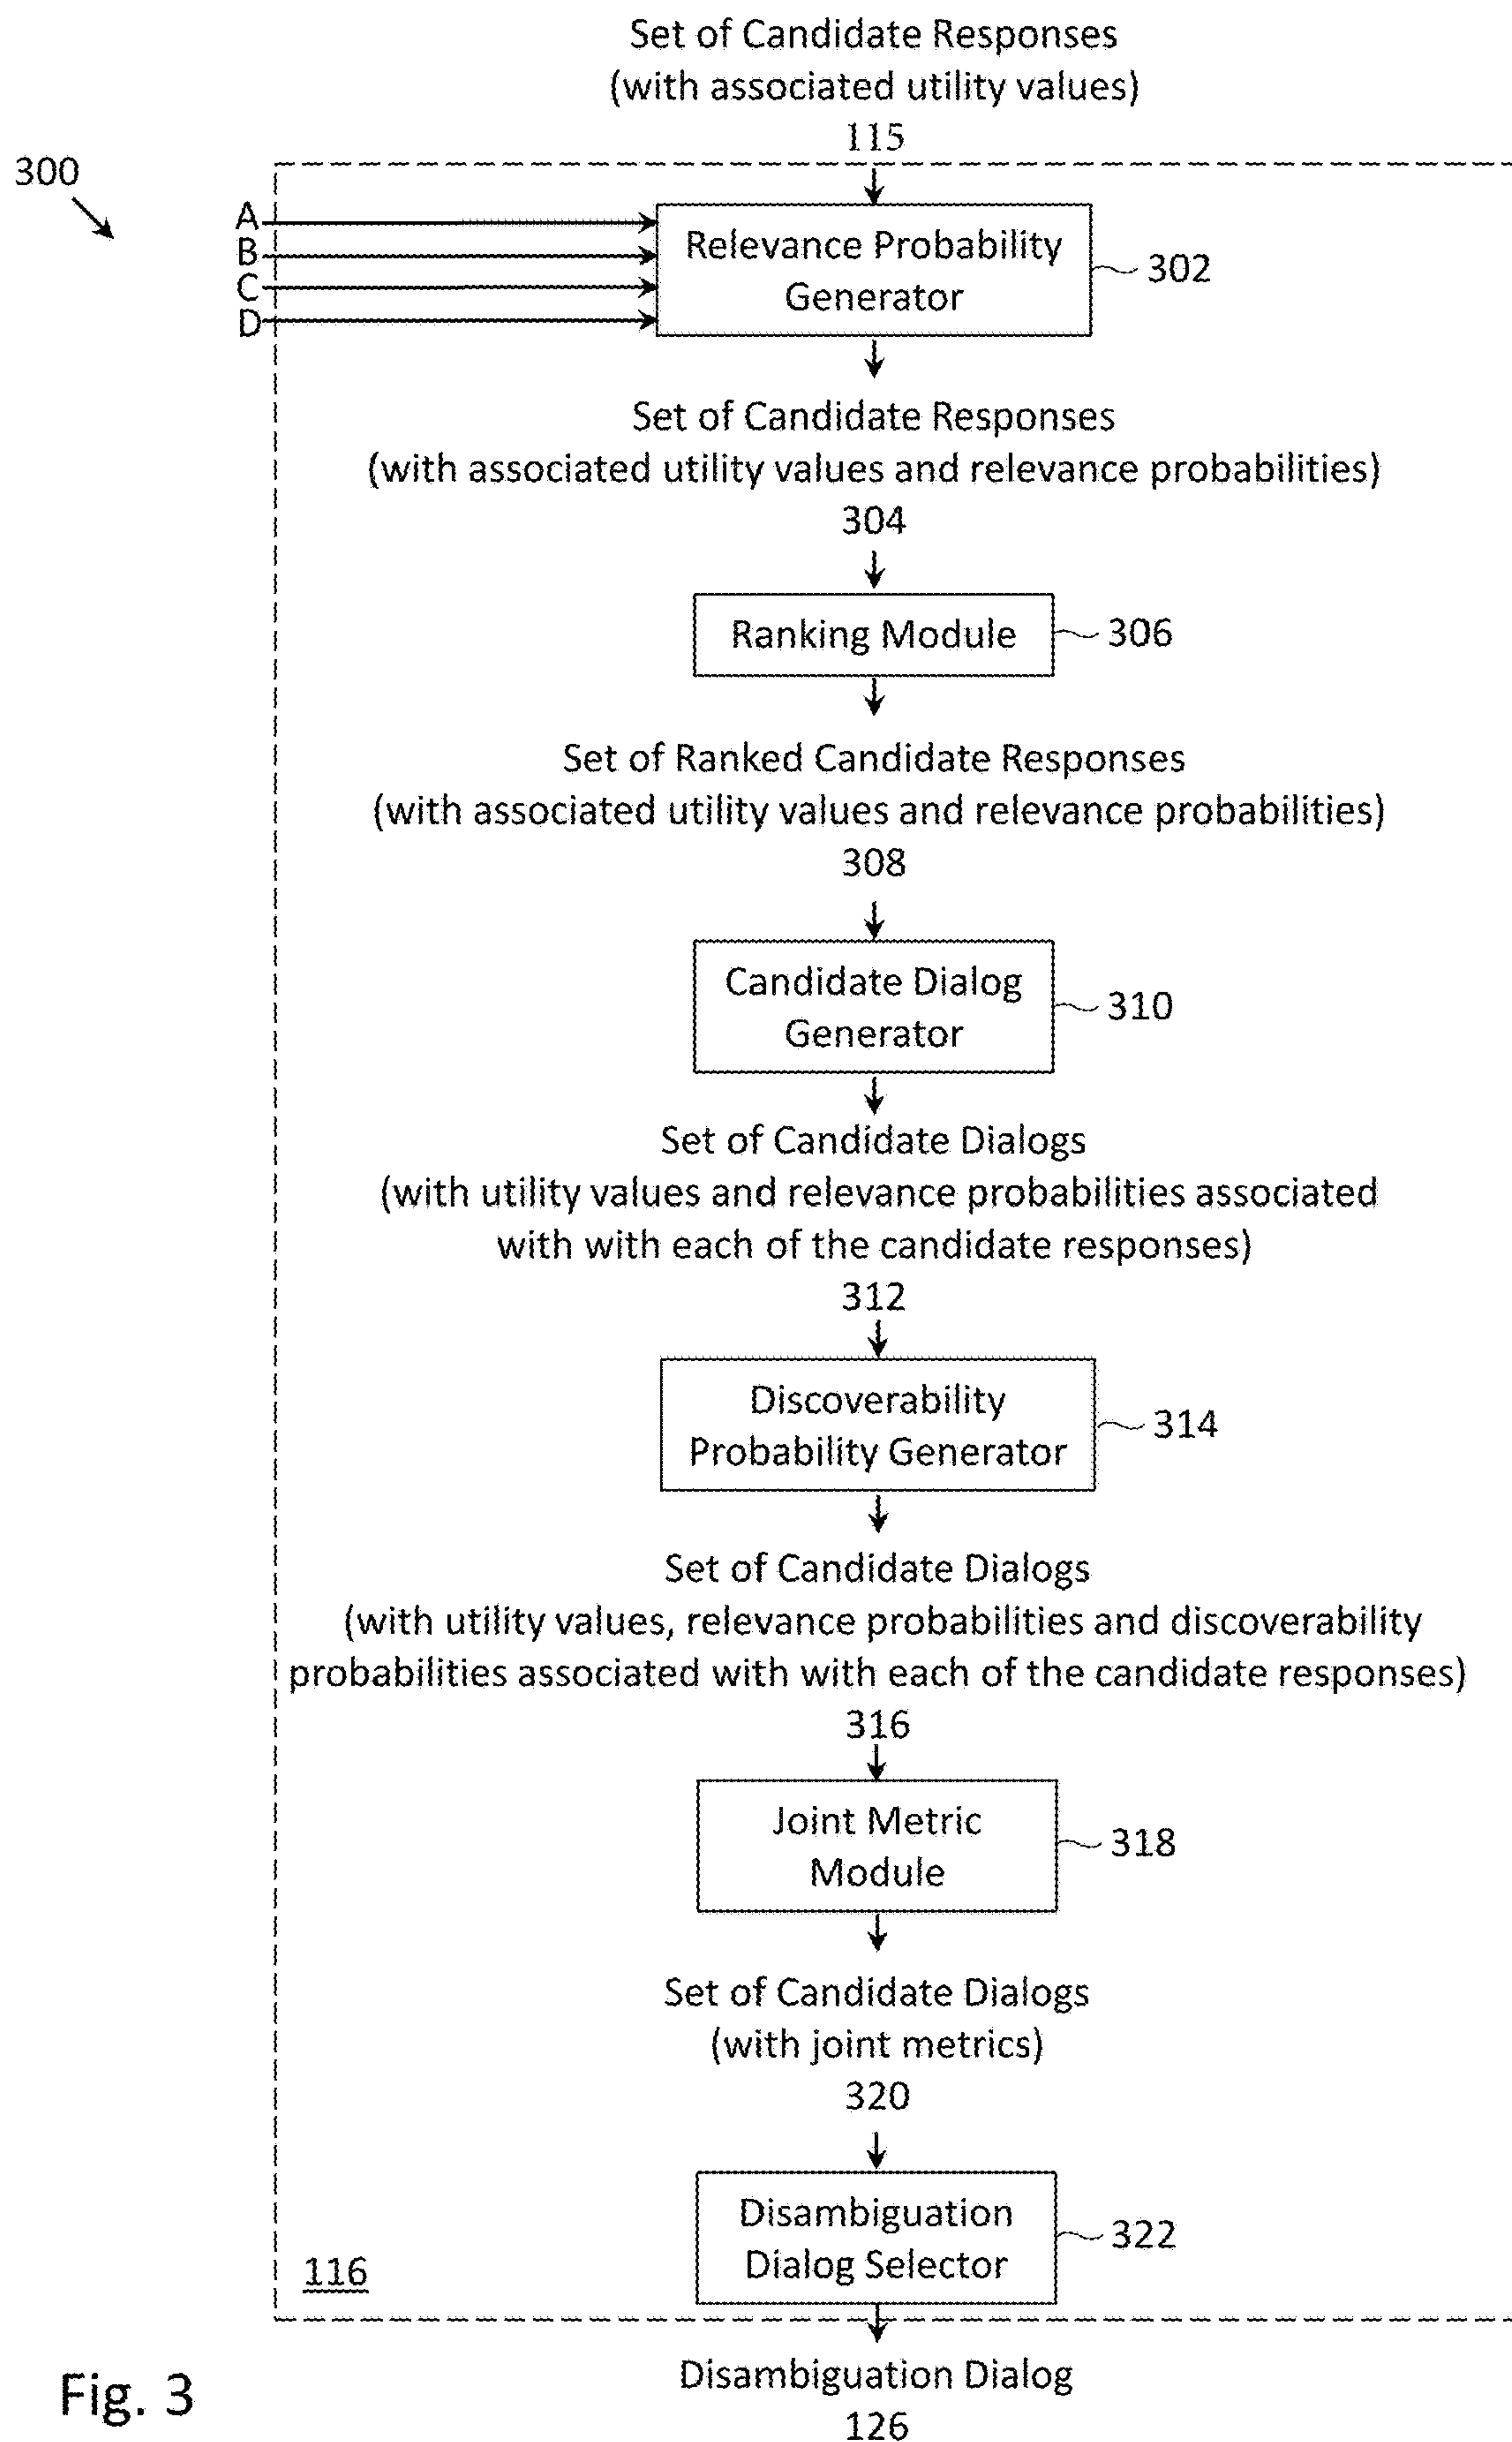 Set of Candidate Responses
(with associated utility values)
115
300
A
B
C
D
Relevance Probability
Generator
302
Set of Candidate Responses
(with associated utility values and relevance probabilities)
304
Ranking Module
306
Set of Ranked Candidate Responses
(with associated utility values and relevance probabilities)
308
Candidate Dialog
Generator
310
Set of Candidate Dialogs
(with utility values and relevance probabilities associated
with with each of the candidate responses)
312
Discoverability
Probability Generator
314
Set of Candidate Dialogs
(with utility values, relevance probabilities and discoverability
probabilities associated with with each of the candidate responses)
316
Joint Metric
Module
318
Set of Candidate Dialogs
(with joint metrics)
320
Disambiguation
Dialog Selector
322
116
Disambiguation Dialog
126
Fig. 3